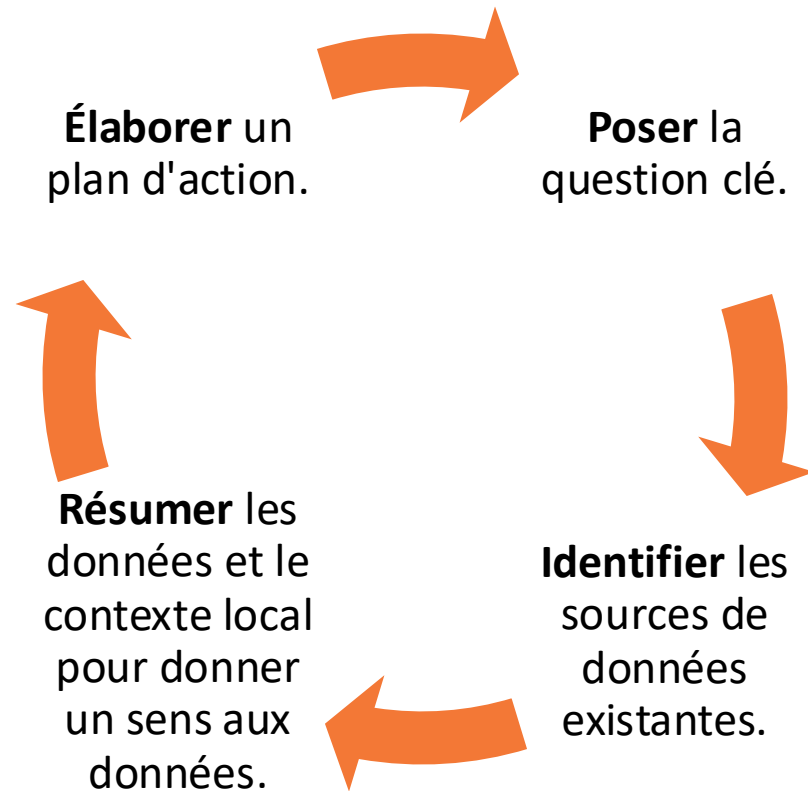 Élaborer un
plan d'action.
Poser la
question clé.
Identifier les
sources de
données
existantes.
Résumer les
données et le
contexte local
pour donner
un sens aux
données.